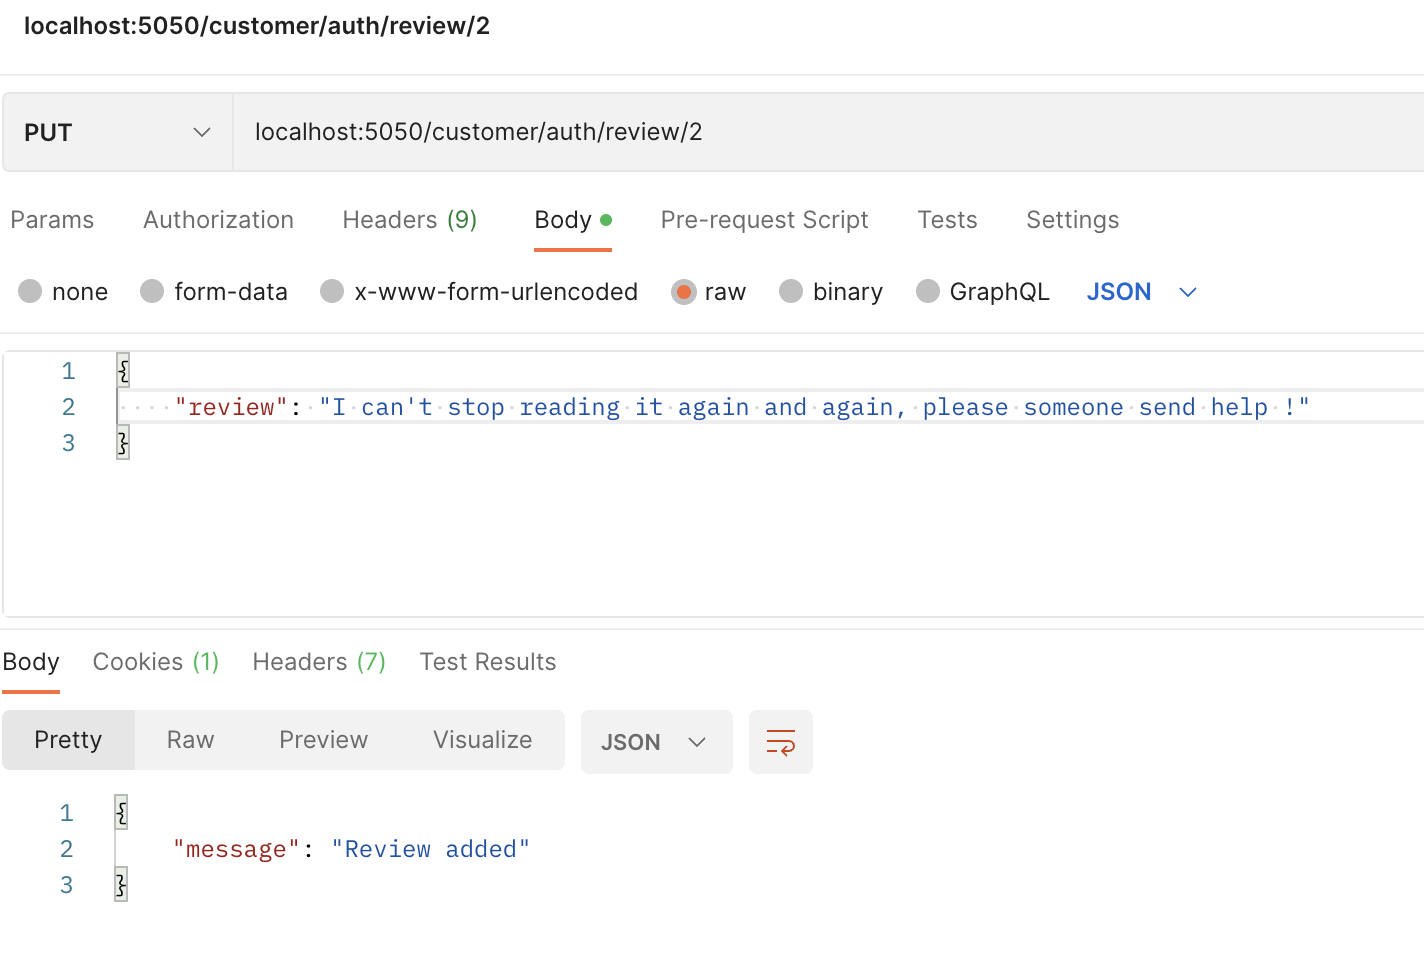 localhost:5050/customer/auth/review/2
PUT localhost:5050/customer/auth/review/2
Params Authorization Headers (9) Body Pre-request Script Tests Settings
none form-data x-www-form-urlencoded raw binary GraphQL JSON
1 {
2 "review": "I can't stop reading it again and again, please someone send help !"
3 }
Body Cookies (1) Headers (7) Test Results
Pretty Raw Preview Visualize JSON
1 {
2 "message": "Review added"
3 }